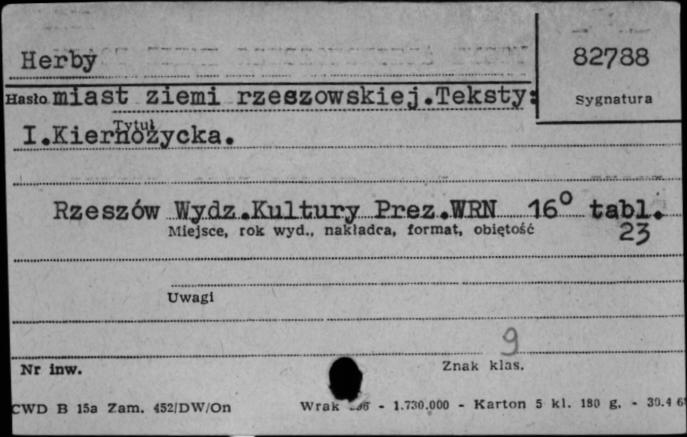 Herby
82788
Hasło miast ziemi rzeszowskiej.Teksty:
Sygnatura
Tytuł
I.Kiernożycka.
Rzeszów Wydz.Kultury Prez.WRN 16° tabl.
Miejsce, rok wyd., nakładca, format, objętość
23
Uwagi
9
Nr inw.
Znak klas.
CWD B 15a Zam. 452/DW/On
Wrak - 1.730.000 - Karton 5 kl. 180 g. - 30.4